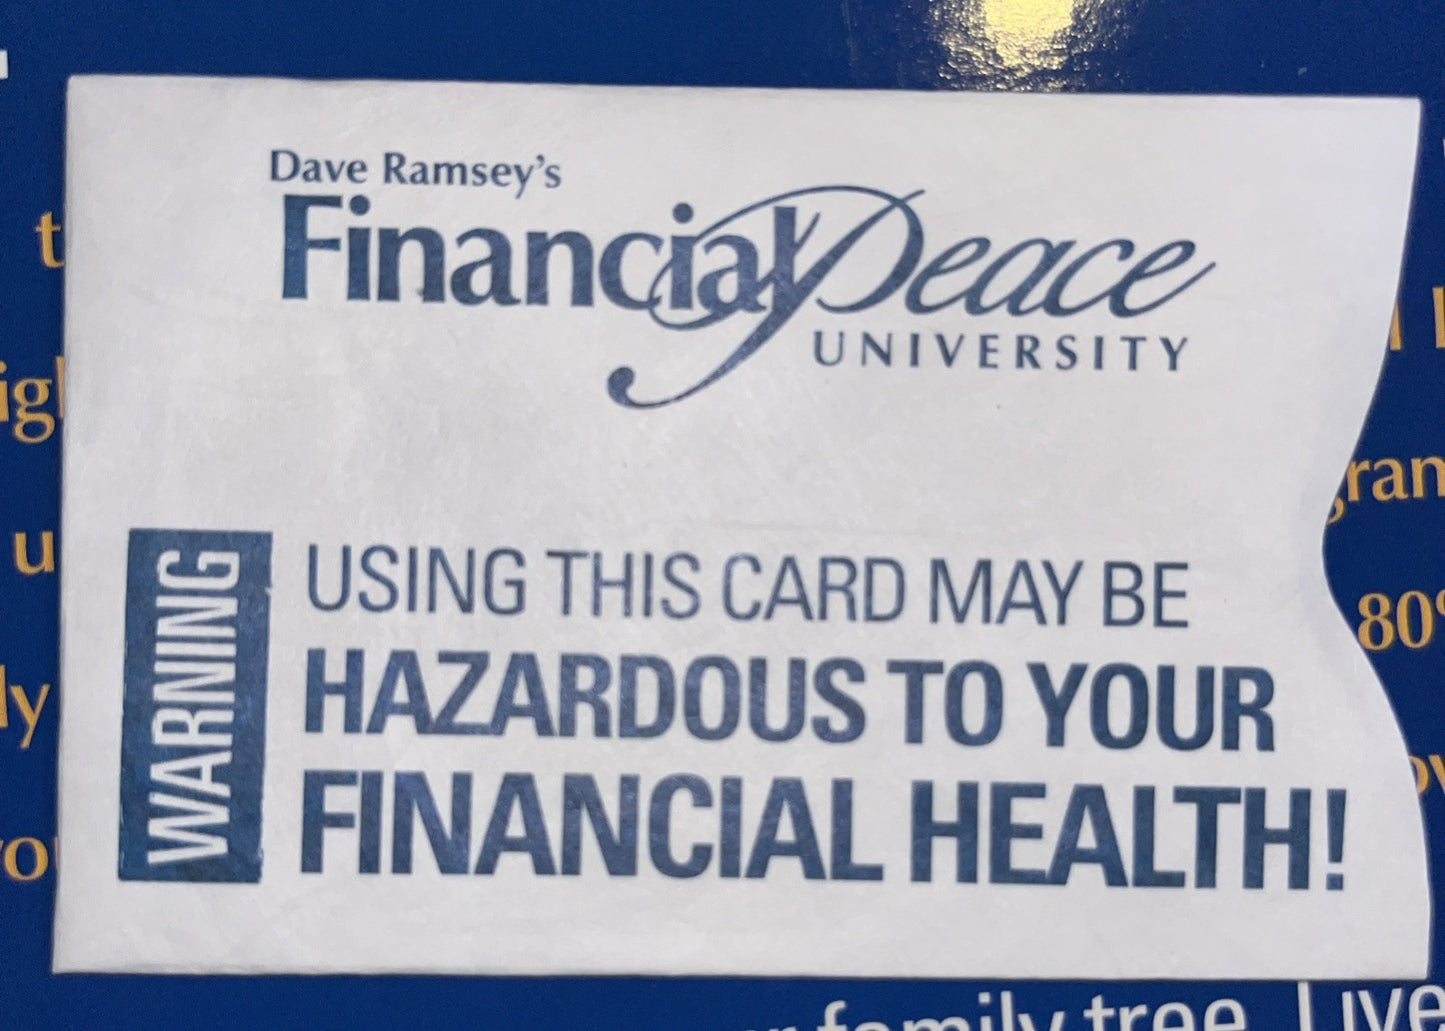 Dave Ramsey's
Financial Peace
UNIVERSITY
WARNING
USING THIS CARD MAY BE
HAZARDOUS TO YOUR
FINANCIAL HEALTH!
80%
family tree. Live